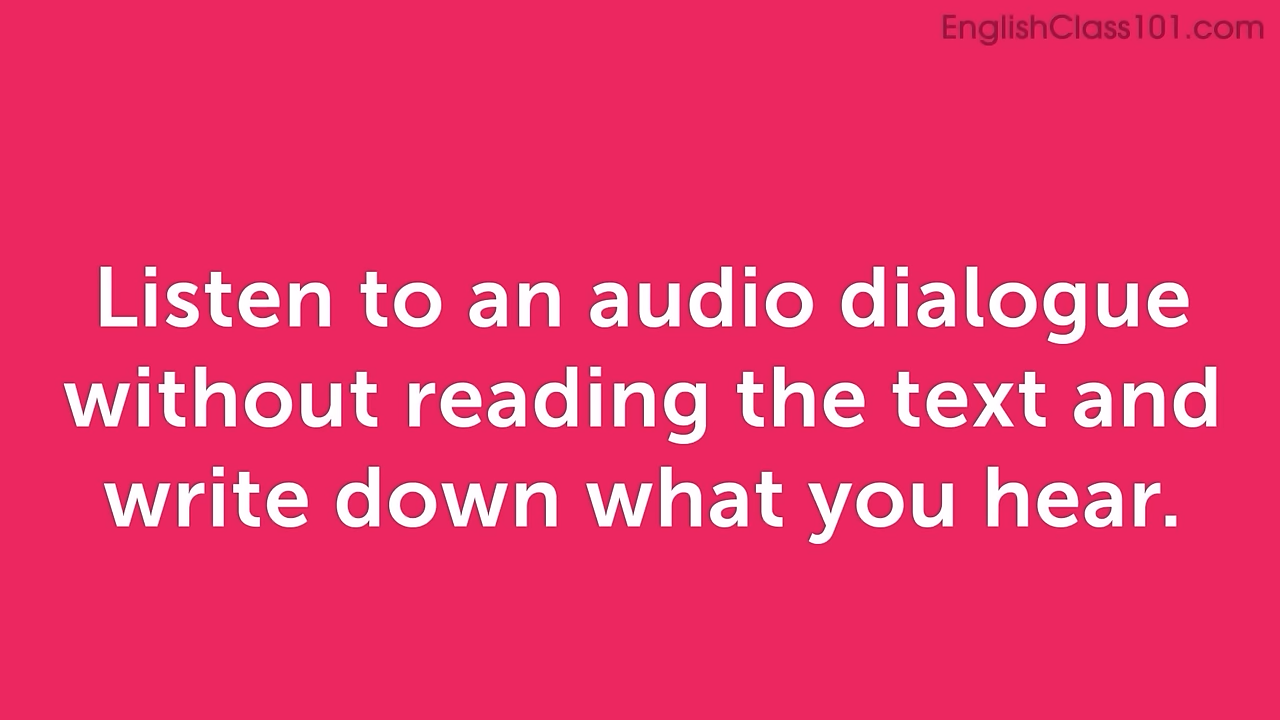 EnglishClass101.com
Listen to an audio dialogue
without reading the text and
write down what you hear.